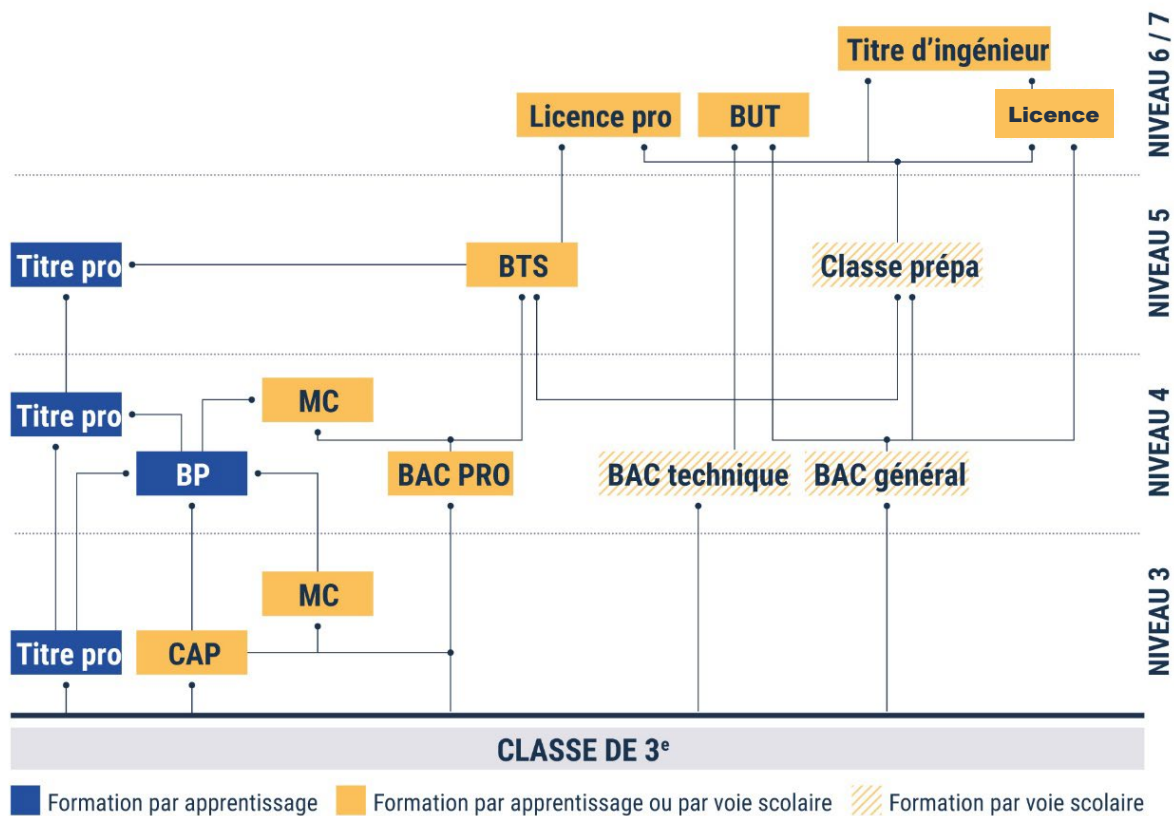 Titre d'ingénieur
NIVEAU 6 / 7
Licence pro
BUT
Licence
Titre pro
BTS
Classe prépa
NIVEAU 5
Titre pro
MC
NIVEAU 4
BP
BAC PRO
BAC technique
BAC général
MC
NIVEAU 3
Titre pro
CAP
CLASSE DE 3e
Formation par apprentissage
Formation par apprentissage ou par voie scolaire
Formation par voie scolaire